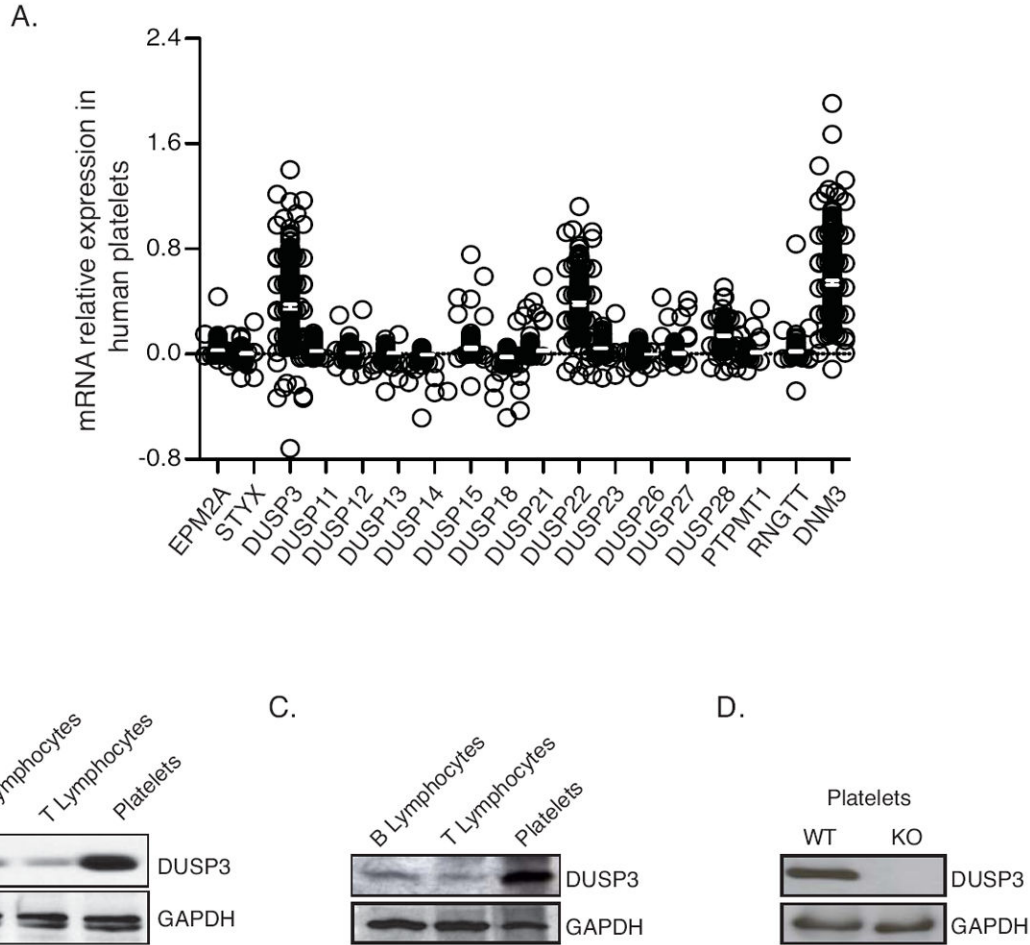 A.
mRNA relative expression in
human platelets
2.4
1.6
0.8
0.0
-0.8
EPM2A
STYX
DUSP3
DUSP11
DUSP12
DUSP13
DUSP14
DUSP15
DUSP18
DUSP21
DUSP22
DUSP23
DUSP26
DUSP27
DUSP28
PTPMT1
RNGTT
DNM3
T Lymphocytes
Platelets
DUSP3
GAPDH
C.
B Lymphocytes
T Lymphocytes
Platelets
DUSP3
GAPDH
D.
Platelets
WT KO
DUSP3
GAPDH